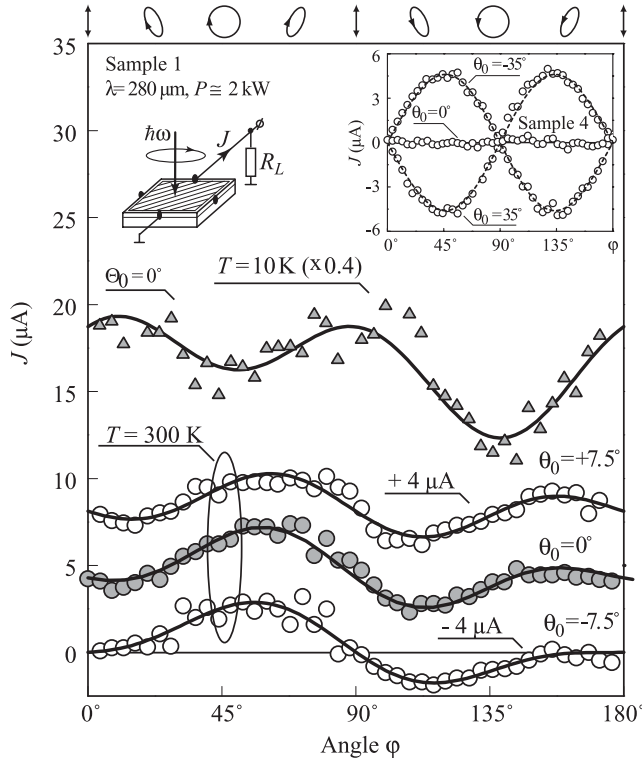 35
30
25
20
15
10
5
0
J (μA)
Sample 1
λ= 280 μm, P ≅ 2 kW
ħω
J
R_L
6
3
0
-3
-6
J (μA)
θ₀ = -35°
θ₀ = 0°
Sample 4
θ₀ = 35°
0° 45° 90° 135° φ
Θ₀ = 0°
T = 10 K (×0.4)
T = 300 K
+ 4 μA
θ₀ = +7.5°
θ₀ = 0°
- 4 μA
θ₀ = -7.5°
0° 45° 90° 135° 180°
Angle φ